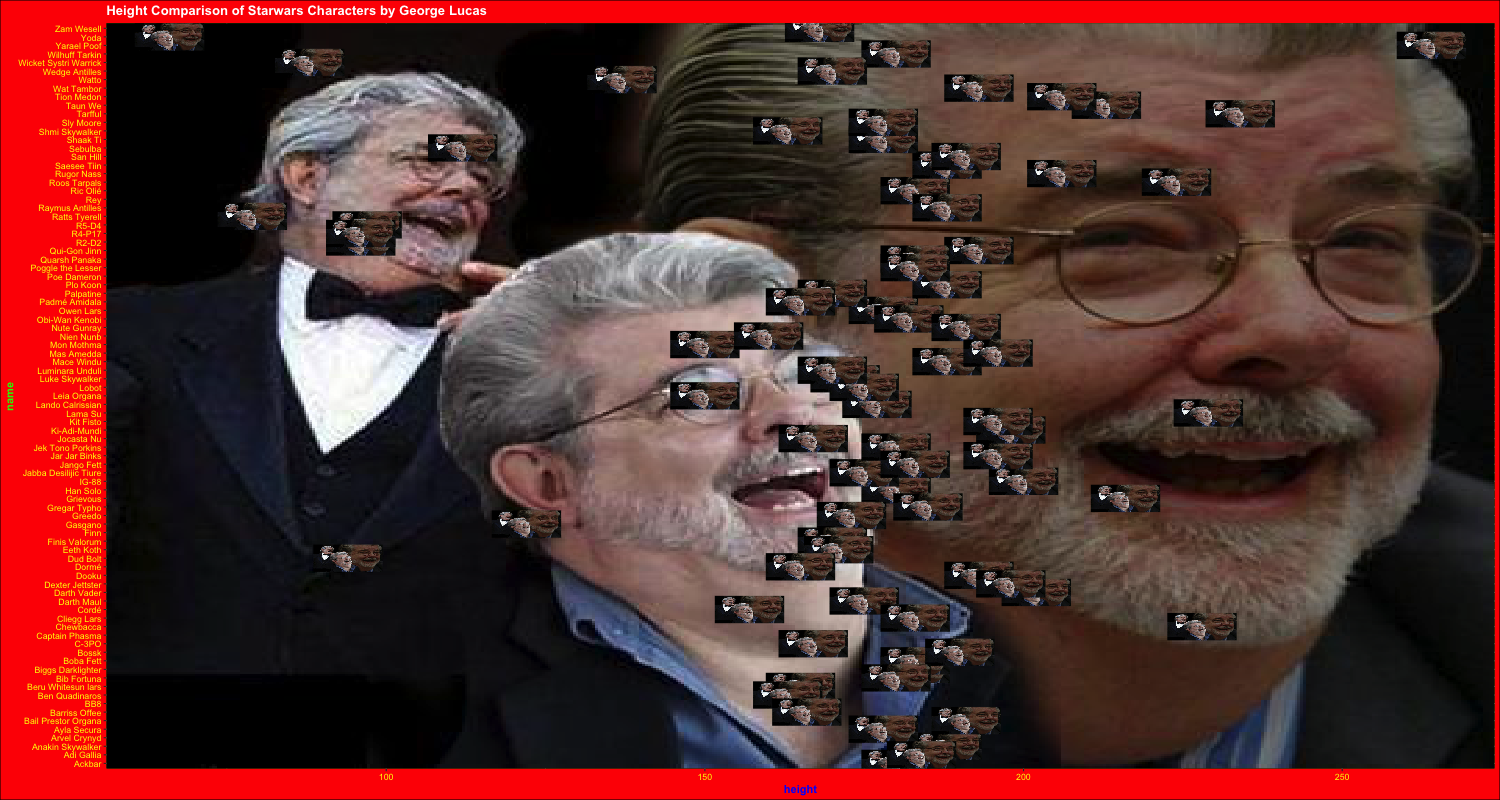 Height Comparison of Starwars Characters by George Lucas
Zam Wesell
Yoda
Yarael Poof
Wilhuff Tarkin
Wicket Systri Warrick
Wedge Antilles
Watto
Wat Tambor
Tion Medon
Taun We
Tarfful
Sly Moore
Shmi Skywalker
Shaak Ti
Sebulba
San Hill
Saesee Tiin
Rugor Nass
Roos Tarpals
Ric Olié
Rey
Raymus Antilles
Ratts Tyerell
R5-D4
R4-P17
R2-D2
Qui-Gon Jinn
Quarsh Panaka
Poggle the Lesser
Poe Dameron
Plo Koon
Palpatine
Padmé Amidala
Owen Lars
Obi-Wan Kenobi
Nute Gunray
Nien Nunb
Mon Mothma
Mas Amedda
Mace Windu
Luminara Unduli
Luke Skywalker
Lobot
Leia Organa
Lando Calrissian
Lama Su
Kit Fisto
Ki-Adi-Mundi
Jocasta Nu
Jek Tono Porkins
Jar Jar Binks
Jango Fett
Jabba Desilijic Tiure
IG-88
Han Solo
Grievous
Gregar Typho
Greedo
Gasgano
Finn
Finis Valorum
Eeth Koth
Dud Bolt
Dormé
Dooku
Dexter Jettster
Darth Vader
Darth Maul
Cordé
Cliegg Lars
Chewbacca
Captain Phasma
C-3PO
Bossk
Boba Fett
Biggs Darklighter
Bib Fortuna
Beru Whitesun lars
Ben Quadinaros
BB8
Barriss Offee
Bail Prestor Organa
Ayla Secura
Arvel Crynyd
Anakin Skywalker
Adi Gallia
Ackbar
name
100 150 200 250
height